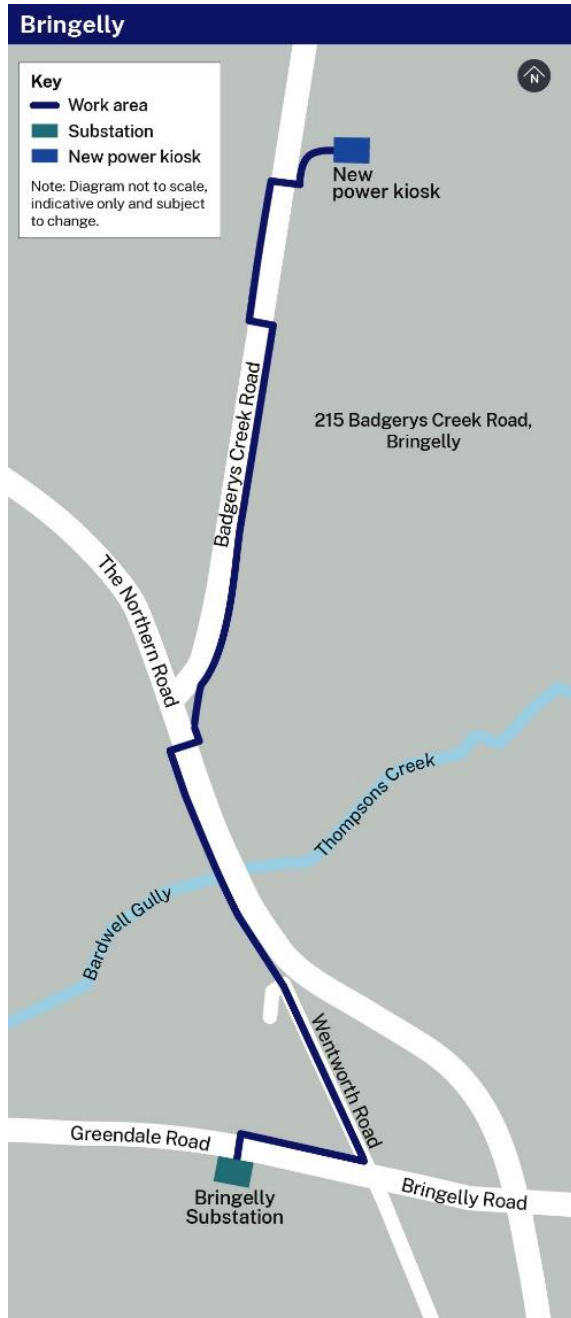 Bringelly
Key
Work area
Substation
New power kiosk
Note: Diagram not to scale,
indicative only and subject
to change.
N
New
power kiosk
215 Badgerys Creek Road,
Bringelly
Badgerys Creek Road
The Northern Road
Thompsons Creek
Bardwell Gully
Wentworth Road
Greendale Road
Bringelly Road
Bringelly
Substation